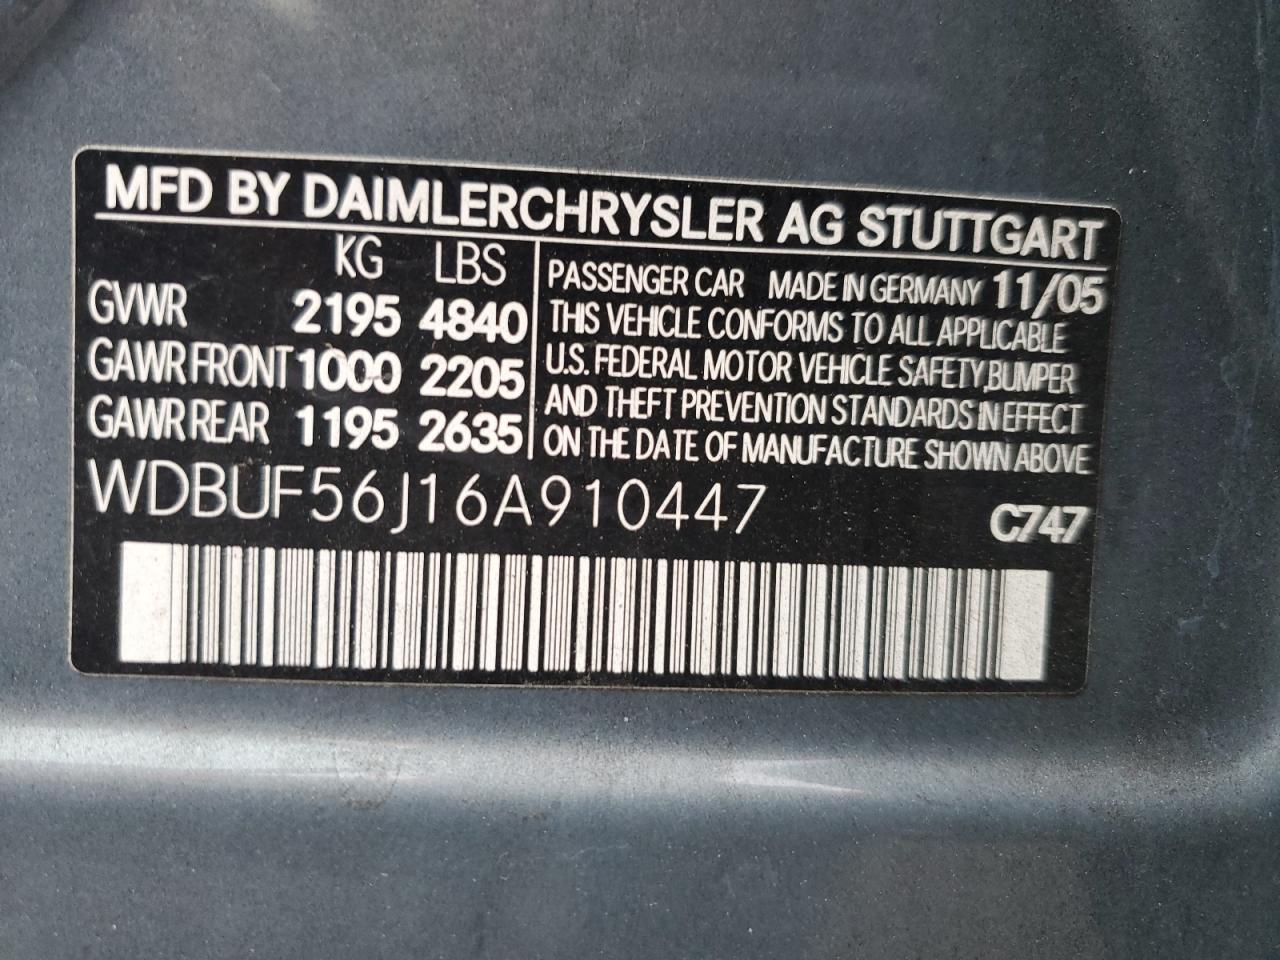 MFD BY DAIMLERCHRYSLER AG STUTTGART
KG LBS
GVWR 2195 4840
GAWR FRONT 1000 2205
GAWR REAR 1195 2635
PASSENGER CAR MADE IN GERMANY 11/05
THIS VEHICLE CONFORMS TO ALL APPLICABLE
U.S. FEDERAL MOTOR VEHICLE SAFETY,BUMPER
AND THEFT PREVENTION STANDARDS IN EFFECT
ON THE DATE OF MANUFACTURE SHOWN ABOVE
WDBUF56J16A910447
C747